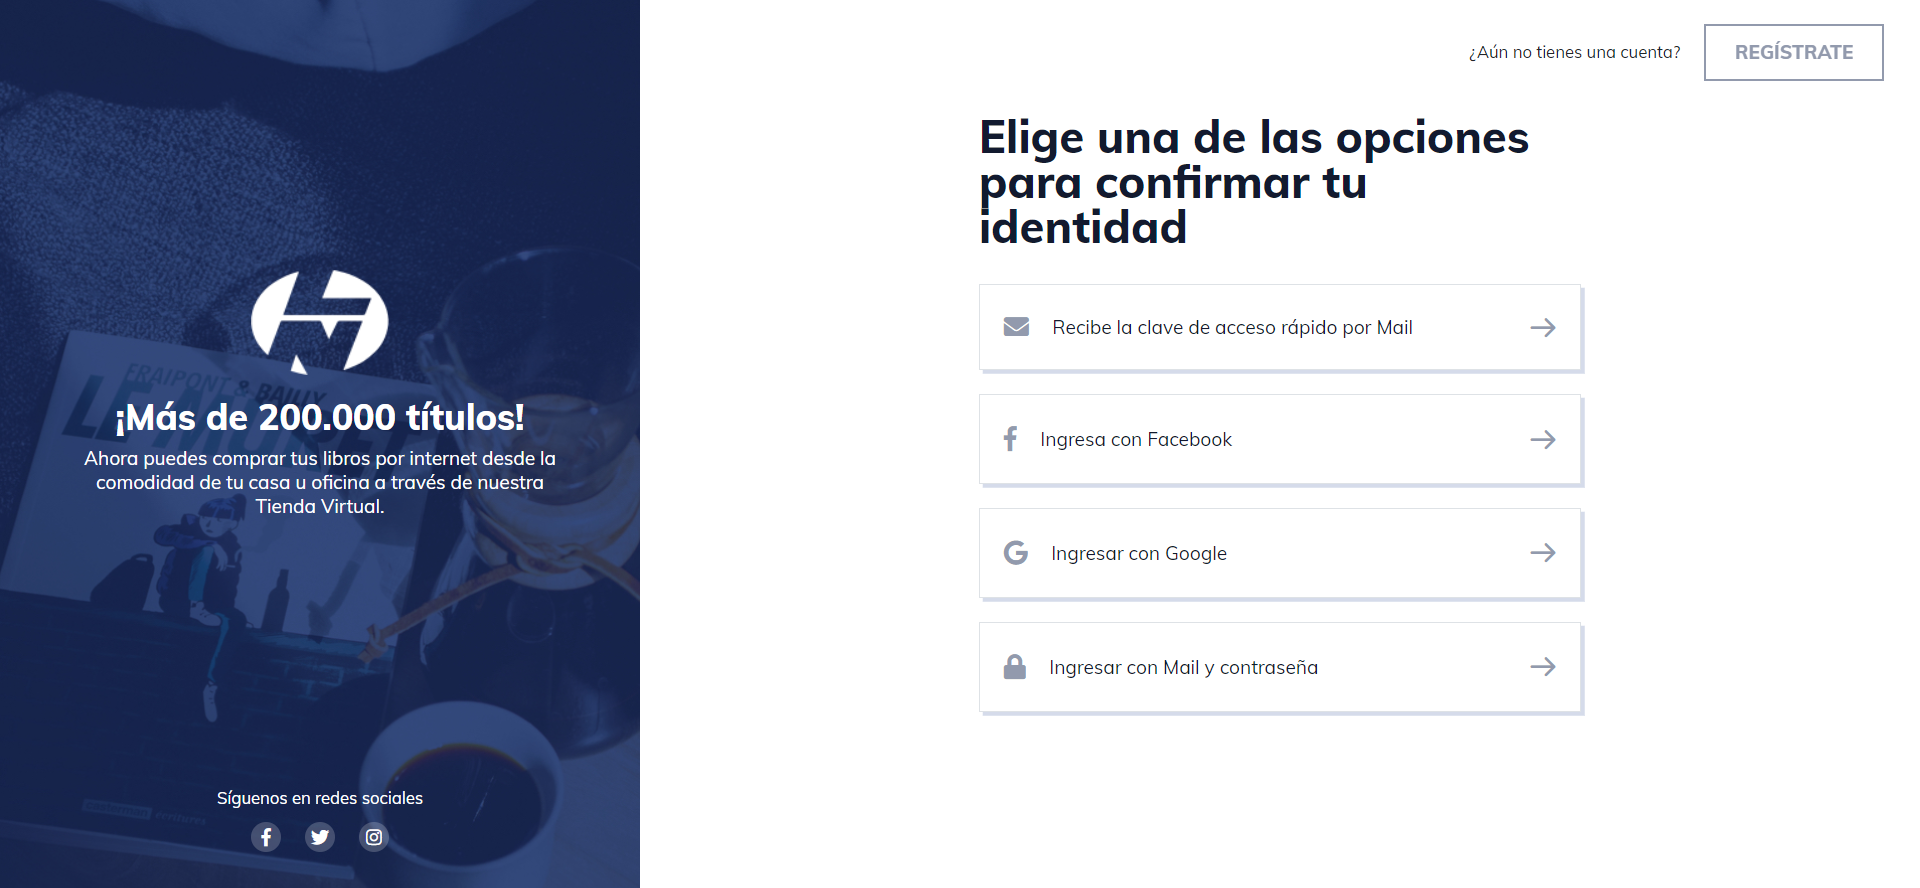 ¿Aún no tienes una cuenta?
REGÍSTRATE
Elige una de las opciones
para confirmar tu
identidad
Recibe la clave de acceso rápido por Mail
Ingresa con Facebook
Ingresar con Google
Ingresar con Mail y contraseña
FRAIPONT & BAILLY
¡Más de 200.000 títulos!
Ahora puedes comprar tus libros por internet desde la
comodidad de tu casa u oficina a través de nuestra
Tienda Virtual.
Síguenos en redes sociales